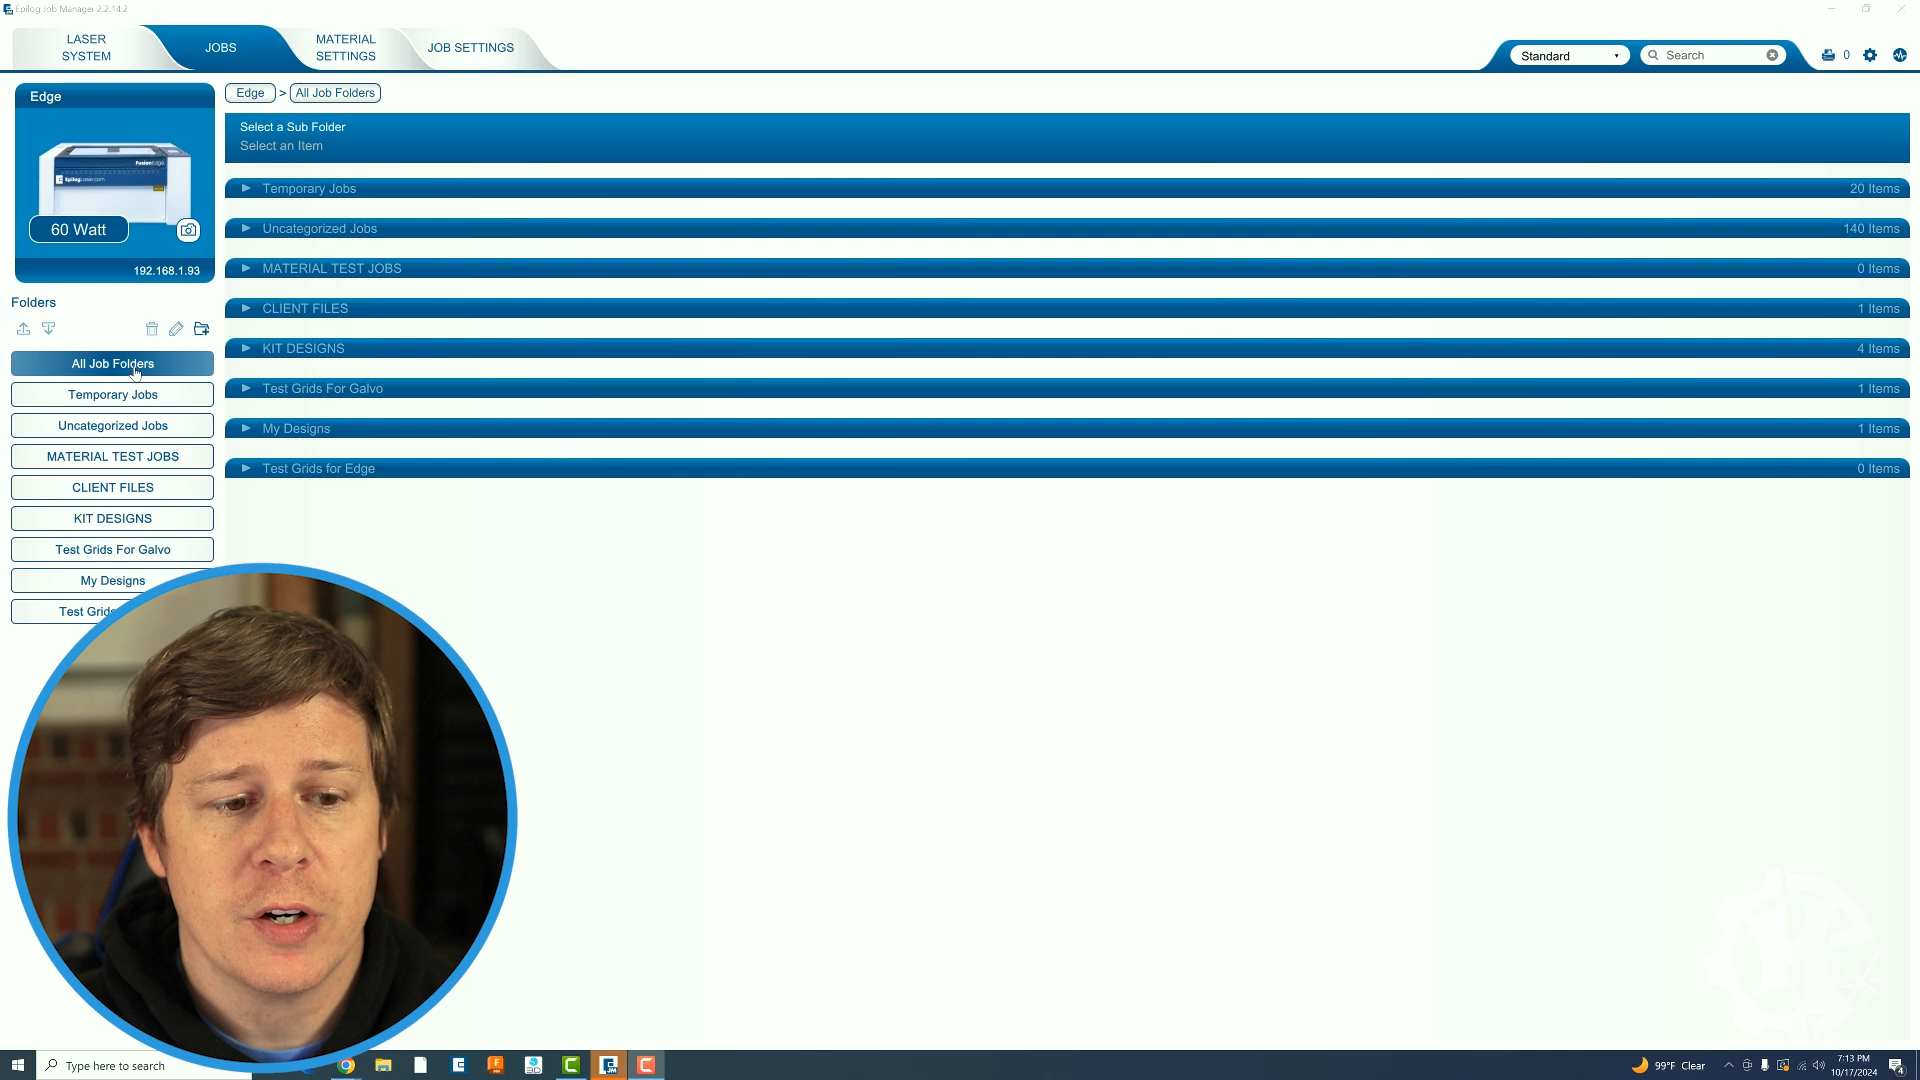 Epilog Job Manager 2.2.14.2
LASER
SYSTEM
JOBS
MATERIAL
SETTINGS
JOB SETTINGS
Standard
Search
0
Edge
FusionEdge
EpilogLaser.com
60 Watt
192.168.1.93
Edge > All Job Folders
Select a Sub Folder
Select an Item
Temporary Jobs 20 Items
Uncategorized Jobs 140 Items
MATERIAL TEST JOBS 0 Items
CLIENT FILES 1 Items
KIT DESIGNS 4 Items
Test Grids For Galvo 1 Items
My Designs 1 Items
Test Grids for Edge 0 Items
Folders
All Job Folders
Temporary Jobs
Uncategorized Jobs
MATERIAL TEST JOBS
CLIENT FILES
KIT DESIGNS
Test Grids For Galvo
My Designs
Test Grids
Type here to search
99°F Clear
7:13 PM
10/17/2024
4